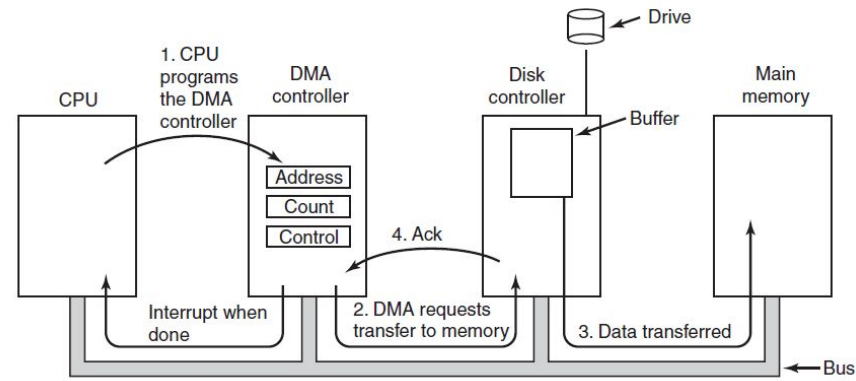 Drive
1. CPU
programs
the DMA
controller
DMA
controller
Disk
controller
Main
memory
CPU
Buffer
Address
Count
Control
4. Ack
Interrupt when
done
2. DMA requests
transfer to memory
3. Data transferred
Bus